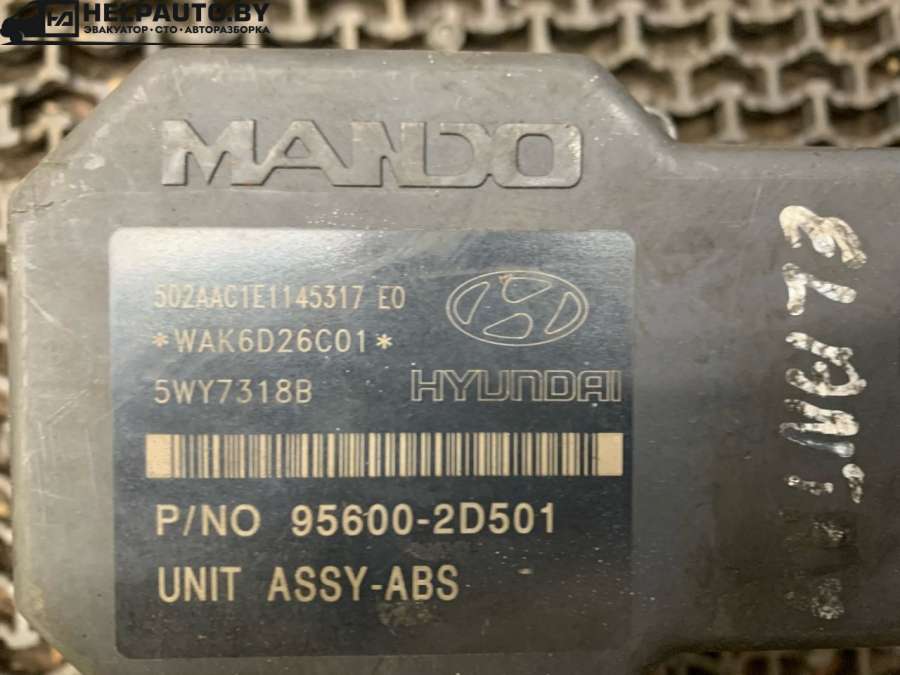 HELPAUTO.BY
ЭВАКУАТОР · СТО · АВТОРАЗБОРКА
MANDO
502AAC1E1145317 E0
*WAK6D26C01*
5WY7318B
HYUNDAI
P/NO 95600-2D501
UNIT ASSY-ABS